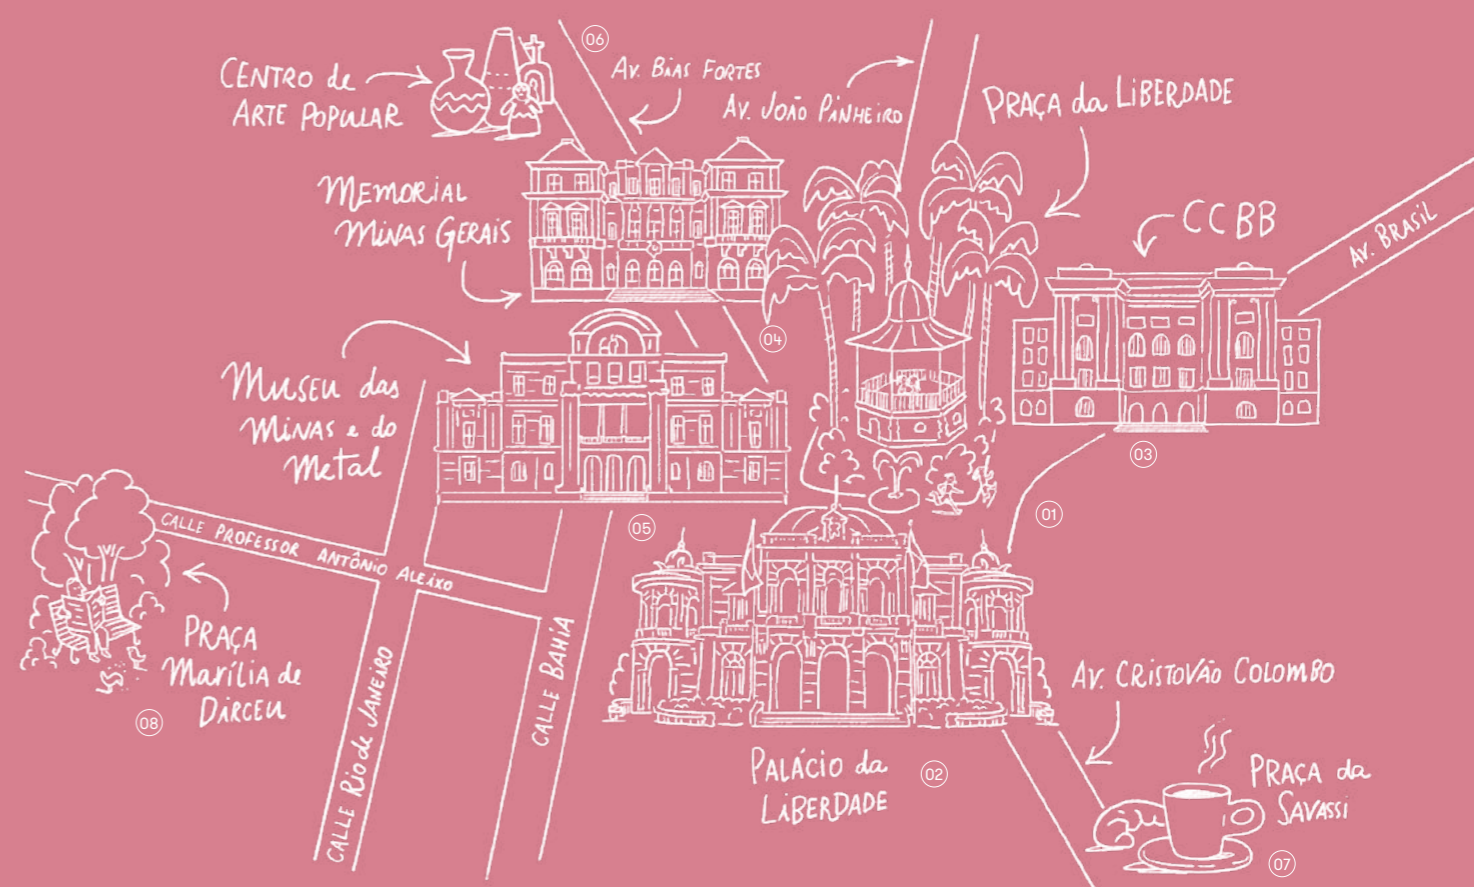 06
CENTRO de
ARTE POPULAR
AV. BIAS FORTES
AV. JOÃO PINHEIRO
PRAÇA da LIBERDADE
MEMORIAL
MINAS GERAIS
CCBB
AV. BRASIL
04
MUSEU das
MINAS e do
Metal
03
05
01
CALLE PROFESSOR ANTÔNIO ALEIXO
PRAÇA
Marília de
DIRCEU
08
CALLE Rio de JANEIRO
CALLE BAHIA
AV. CRISTOVÃO COLOMBO
PALÁCIO da
LIBERDADE
02
PRAÇA da
SAVASSI
07